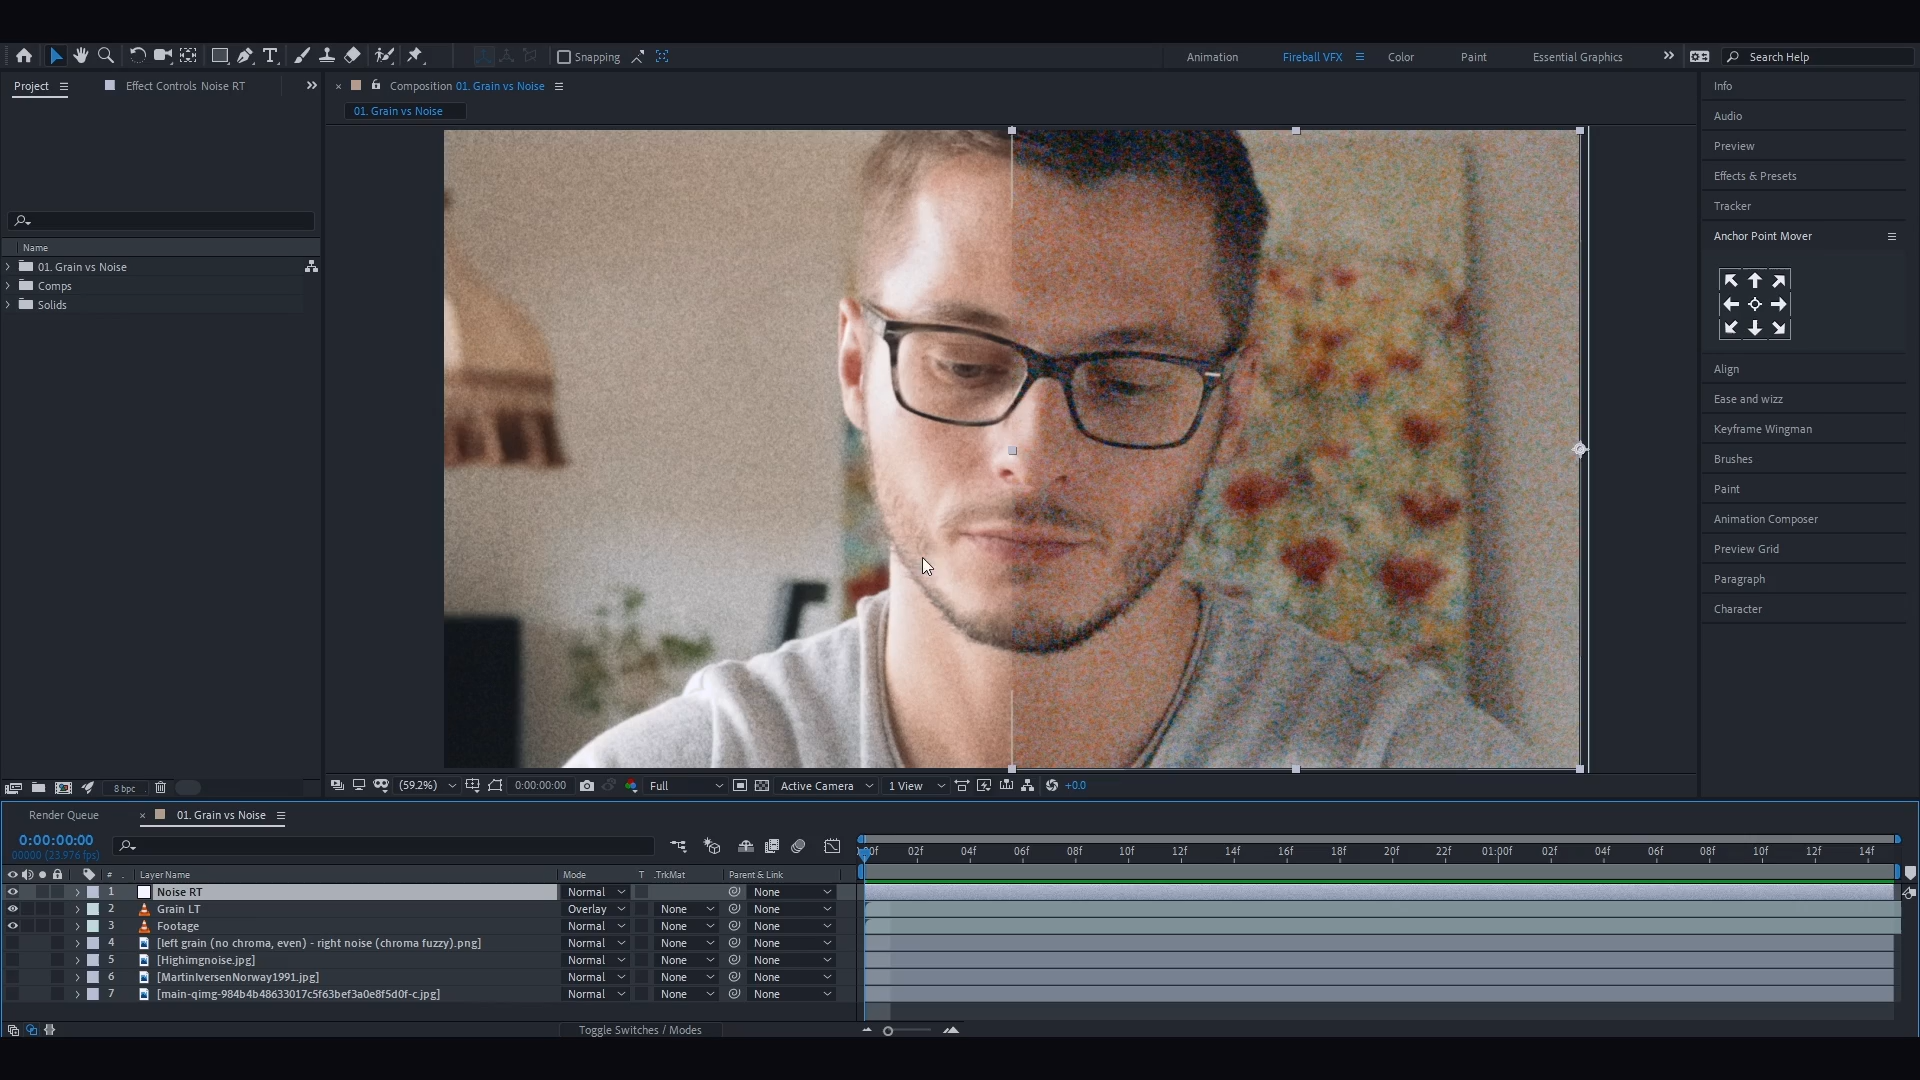 Snapping
Animation
Fireball VFX
Color
Paint
Essential Graphics
Search Help
Project
Effect Controls Noise RT
Composition 01. Grain vs Noise
01. Grain vs Noise
Name
01. Grain vs Noise
Comps
Solids
Info
Audio
Preview
Effects & Presets
Tracker
Anchor Point Mover
Align
Ease and wizz
Keyframe Wingman
Brushes
Paint
Animation Composer
Preview Grid
Paragraph
Character
8 bpc
(59.2%)
0:00:00:00
Full
Active Camera
1 View
+0.0
Render Queue
01. Grain vs Noise
0:00:00:00
00000 (23.976 fps)
:00f 02f 04f 06f 08f 10f 12f 14f 16f 18f 20f 22f 01:00f 02f 04f 06f 08f 10f 12f 14f
# Layer Name Mode T .TrkMat Parent & Link
1 Noise RT Normal None
2 Grain LT Overlay None None
3 Footage Normal None None
4 [left grain (no chroma, even) - right noise (chroma fuzzy).png] Normal None None
5 [Highimgnoise.jpg] Normal None None
6 [MartinIversenNorway1991.jpg] Normal None None
7 [main-qimg-984b4b48633017c5f63bef3a0e8f5d0f-c.jpg] Normal None None
Toggle Switches / Modes